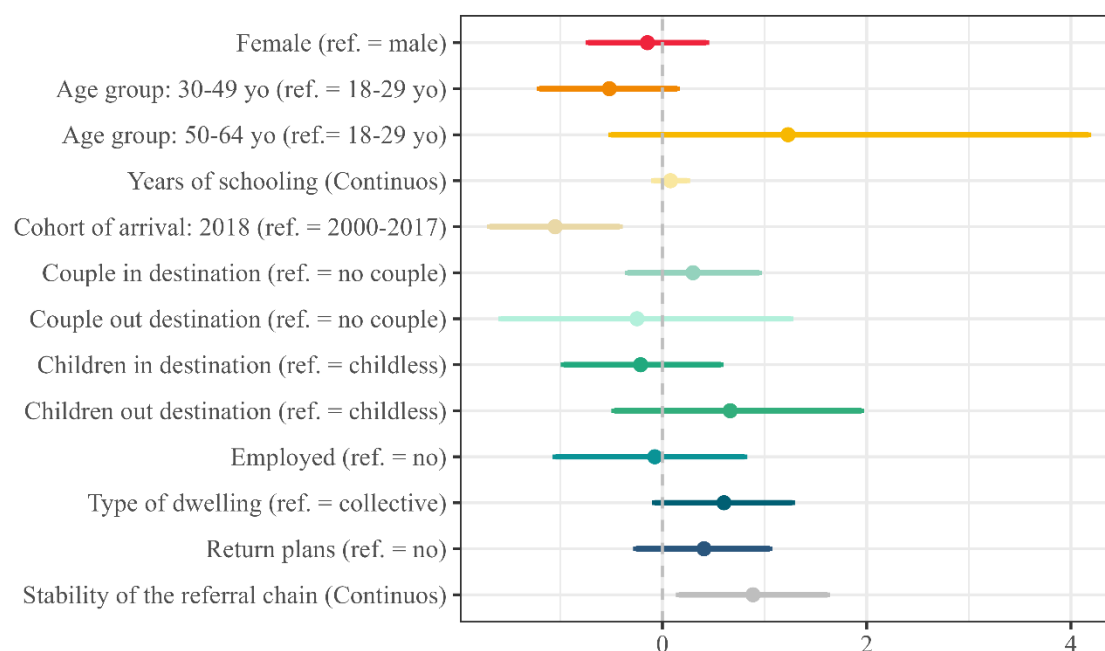 Female (ref. = male)
Age group: 30-49 yo (ref. = 18-29 yo)
Age group: 50-64 yo (ref.= 18-29 yo)
Years of schooling (Continuos)
Cohort of arrival: 2018 (ref. = 2000-2017)
Couple in destination (ref. = no couple)
Couple out destination (ref. = no couple)
Children in destination (ref. = childless)
Children out destination (ref. = childless)
Employed (ref. = no)
Type of dwelling (ref. = collective)
Return plans (ref. = no)
Stability of the referral chain (Continuos)
0 2 4